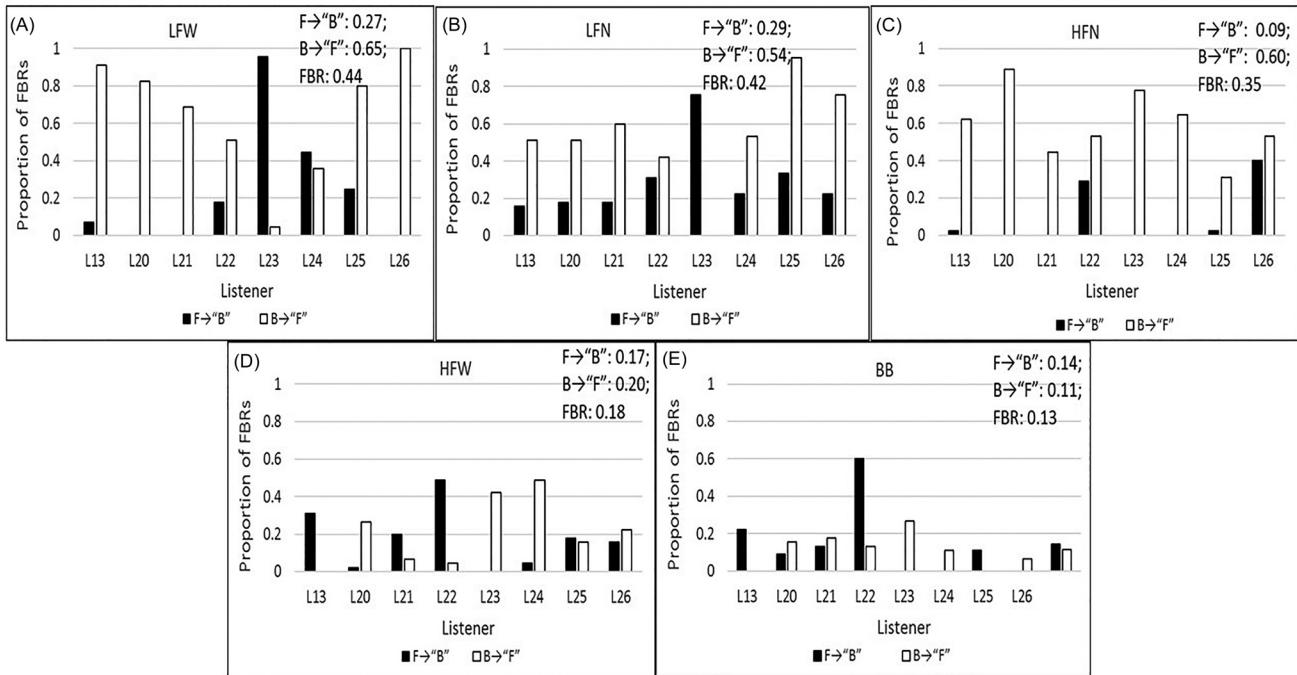 (A)
LFW
F→“B”: 0.27;
B→“F”: 0.65;
FBR: 0.44
Proportion of FBRs
1
0.8
0.6
0.4
0.2
0
L13 L20 L21 L22 L23 L24 L25 L26
Listener
F→“B” B→“F”
(B)
LFN
F→“B”: 0.29;
B→“F”: 0.54;
FBR: 0.42
Proportion of FBRs
1
0.8
0.6
0.4
0.2
0
L13 L20 L21 L22 L23 L24 L25 L26
Listener
F→“B” B→“F”
(C)
HFN
F→“B”: 0.09;
B→“F”: 0.60;
FBR: 0.35
Proportion of FBRs
1
0.8
0.6
0.4
0.2
0
L13 L20 L21 L22 L23 L24 L25 L26
Listener
F→“B” B→“F”
(D)
HFW
F→“B”: 0.17;
B→“F”: 0.20;
FBR: 0.18
Proportion of FBRs
1
0.8
0.6
0.4
0.2
0
L13 L20 L21 L22 L23 L24 L25 L26
Listener
F→“B” B→“F”
(E)
BB
F→“B”: 0.14;
B→“F”: 0.11;
FBR: 0.13
Proportion of FBRs
1
0.8
0.6
0.4
0.2
0
L13 L20 L21 L22 L23 L24 L25 L26
Listener
F→“B” B→“F”